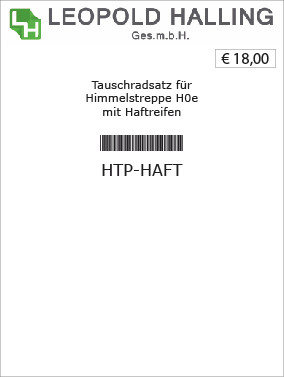 LEOPOLD HALLING
Ges.m.b.H.
€ 18,00
Tauschradsatz für
Himmelstreppe H0e
mit Haftreifen
HTP-HAFT